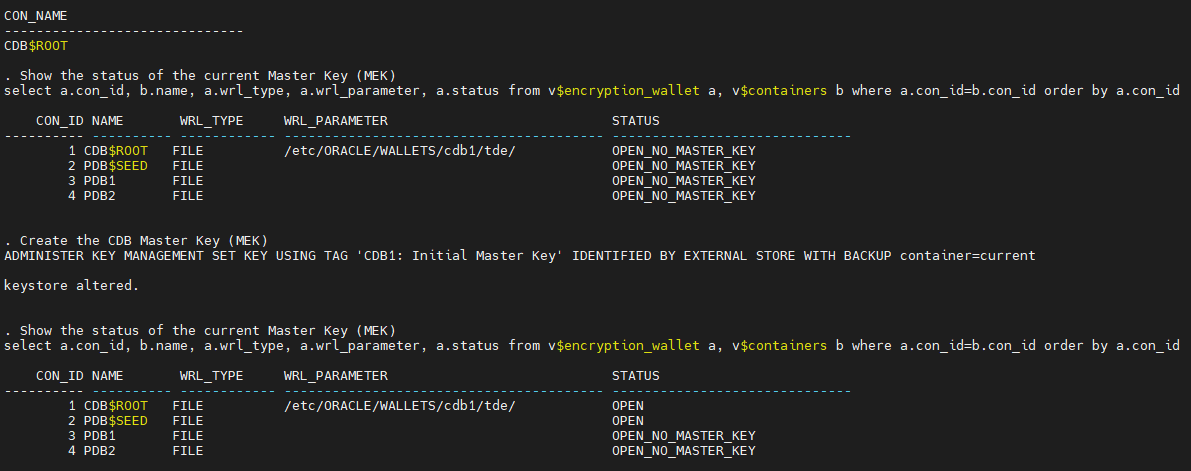 CON_NAME
------------------------------
CDB$ROOT
. Show the status of the current Master Key (MEK)
select a.con_id, b.name, a.wrl_type, a.wrl_parameter, a.status from v$encryption_wallet a, v$containers b where a.con_id=b.con_id order by a.con_id
    CON_ID NAME       WRL_TYPE     WRL_PARAMETER                            STATUS
---------- ---------- ------------ ---------------------------------------- ------------------------------
         1 CDB$ROOT   FILE         /etc/ORACLE/WALLETS/cdb1/tde/            OPEN_NO_MASTER_KEY
         2 PDB$SEED   FILE                                                  OPEN_NO_MASTER_KEY
         3 PDB1       FILE                                                  OPEN_NO_MASTER_KEY
         4 PDB2       FILE                                                  OPEN_NO_MASTER_KEY
. Create the CDB Master Key (MEK)
ADMINISTER KEY MANAGEMENT SET KEY USING TAG 'CDB1: Initial Master Key' IDENTIFIED BY EXTERNAL STORE WITH BACKUP container=current
keystore altered.
. Show the status of the current Master Key (MEK)
select a.con_id, b.name, a.wrl_type, a.wrl_parameter, a.status from v$encryption_wallet a, v$containers b where a.con_id=b.con_id order by a.con_id
    CON_ID NAME       WRL_TYPE     WRL_PARAMETER                            STATUS
---------- ---------- ------------ ---------------------------------------- ------------------------------
         1 CDB$ROOT   FILE         /etc/ORACLE/WALLETS/cdb1/tde/            OPEN
         2 PDB$SEED   FILE                                                  OPEN
         3 PDB1       FILE                                                  OPEN_NO_MASTER_KEY
         4 PDB2       FILE                                                  OPEN_NO_MASTER_KEY